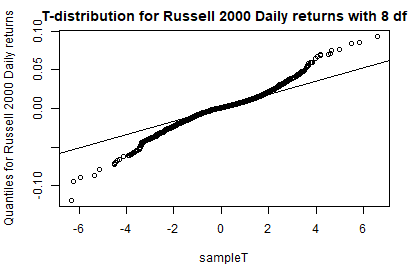 T-distribution for Russell 2000 Daily returns with 8 df
Quantiles for Russell 2000 Daily returns
0.10
0.05
0.00
-0.10
-6 -4 -2 0 2 4 6
sampleT